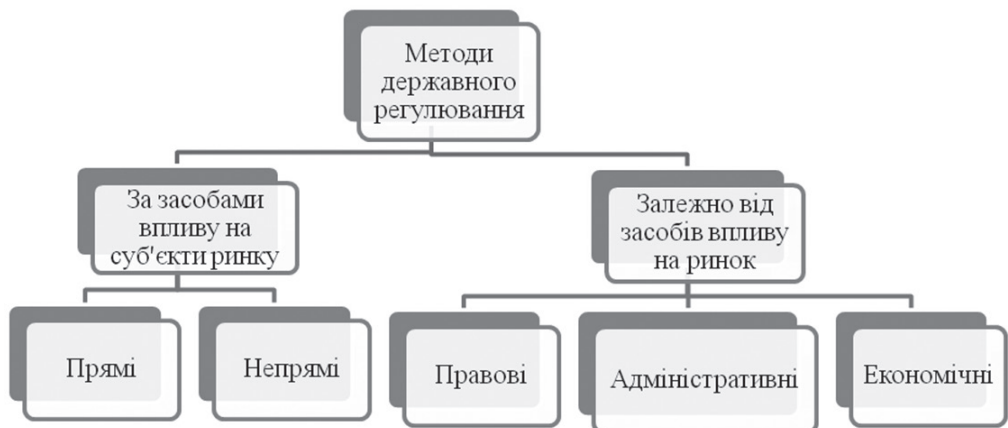 Методи
державного
регулювання
За засобами
впливу на
суб'єкти ринку
Залежно від
засобів впливу
на ринок
Прямі
Непрямі
Правові
Адміністративні
Економічні